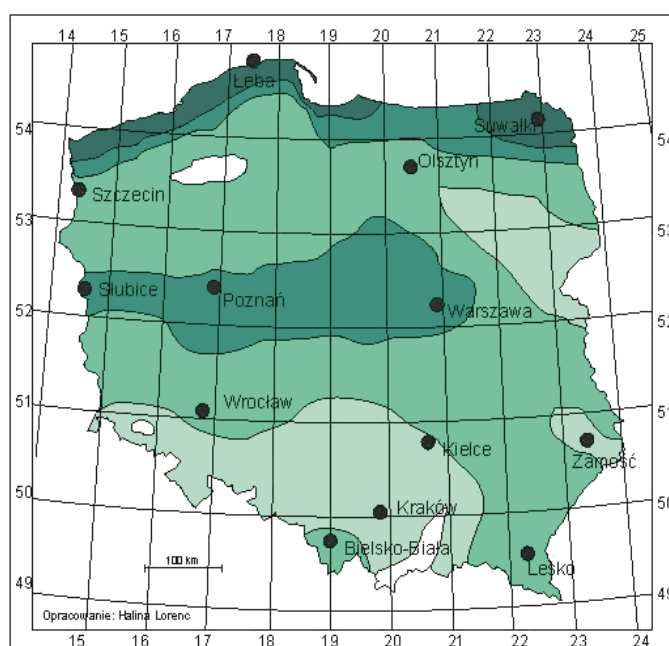 14 15 16 17 18 19 20 21 22 23 24 25
Łeba
54 Suwałki 54
Olsztyn
Szczecin
53 53
Słubice
Poznań
52 Warszawa 52
Wrocław
51 51
Kielce
Zamość
50 Kraków 50
Bielsko-Biała
Lesko
100 km
49 49
Opracowanie: Halina Lorenc
15 16 17 18 19 20 21 22 23 24